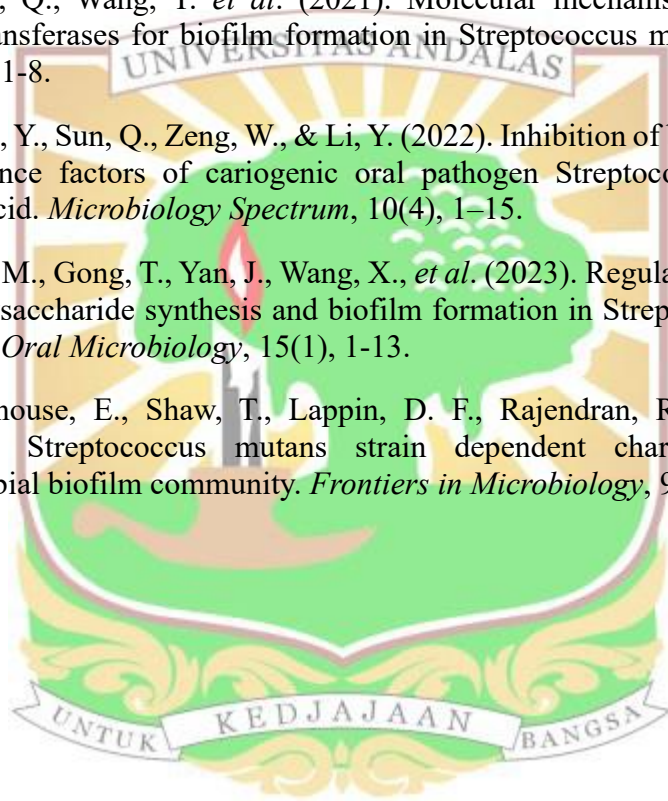 , Q., Wang, T. et al. (2021). Molecular mechanis
ansferases for biofilm formation in Streptococcus m
UNIVERSITAS ANDALAS
1-8.
, Y., Sun, Q., Zeng, W., & Li, Y. (2022). Inhibition of
nce factors of cariogenic oral pathogen Streptoco
cid. Microbiology Spectrum, 10(4), 1–15.
M., Gong, T., Yan, J., Wang, X., et al. (2023). Regula
saccharide synthesis and biofilm formation in Strep
Oral Microbiology, 15(1), 1-13.
house, E., Shaw, T., Lappin, D. F., Rajendran, R
Streptococcus mutans strain dependent char
bial biofilm community. Frontiers in Microbiology, 9
UNTUK KEDJAJAAN BANGSA